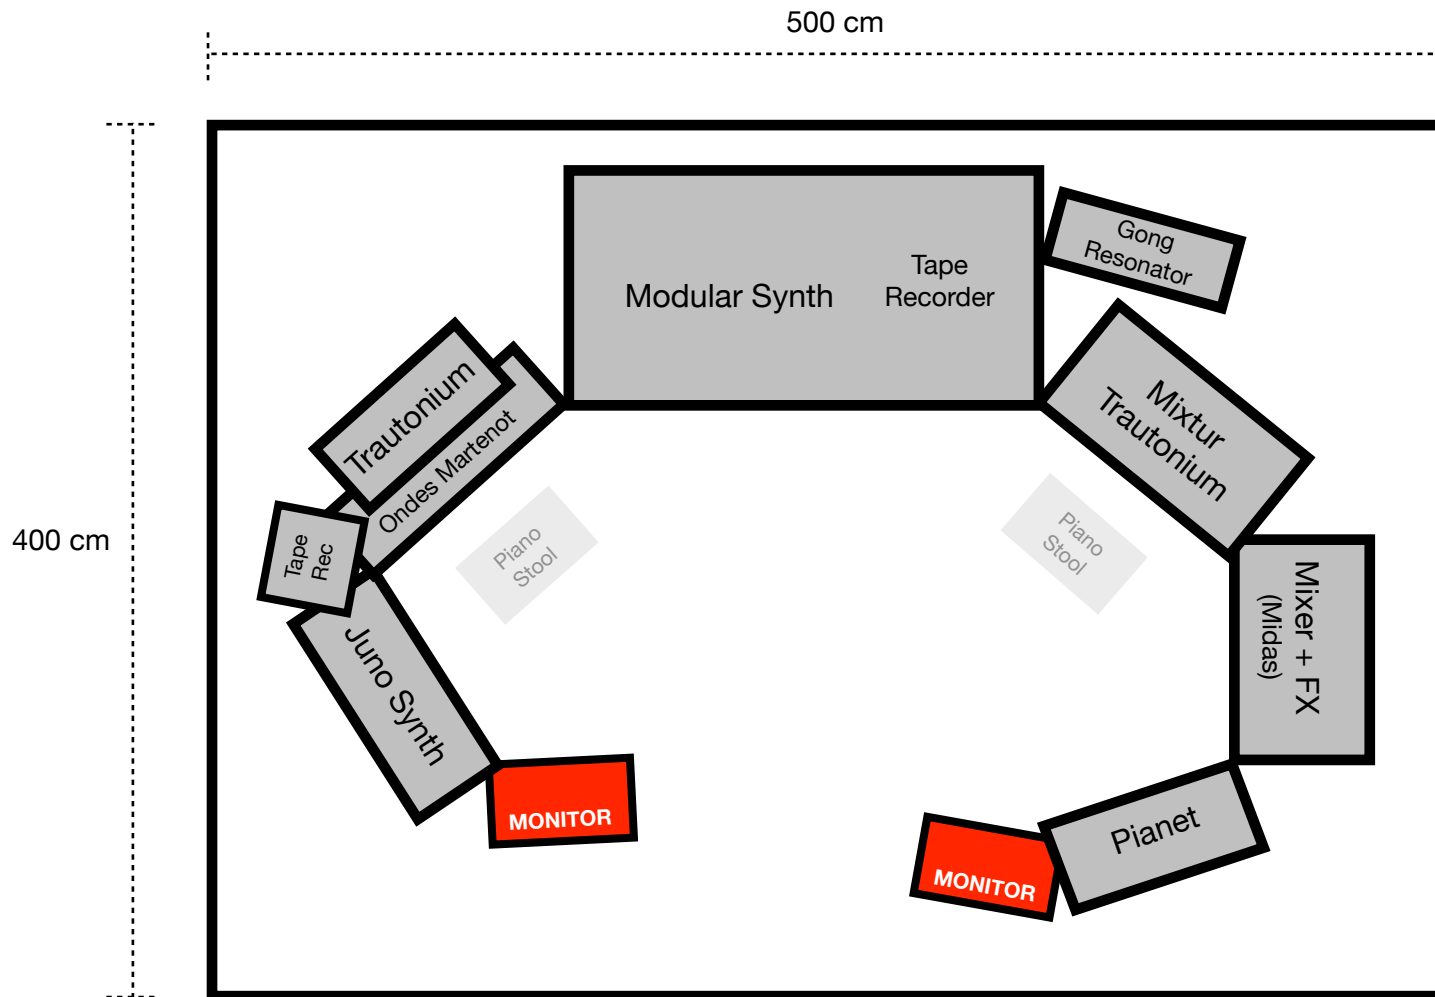 500 cm
400 cm
Modular Synth
Tape
Recorder
Gong
Resonator
Trautonium
Ondes Martenot
Mixtur
Trautonium
Tape
Rec
Piano
Stool
Piano
Stool
Juno Synth
Mixer + FX
(Midas)
MONITOR
MONITOR
Pianet